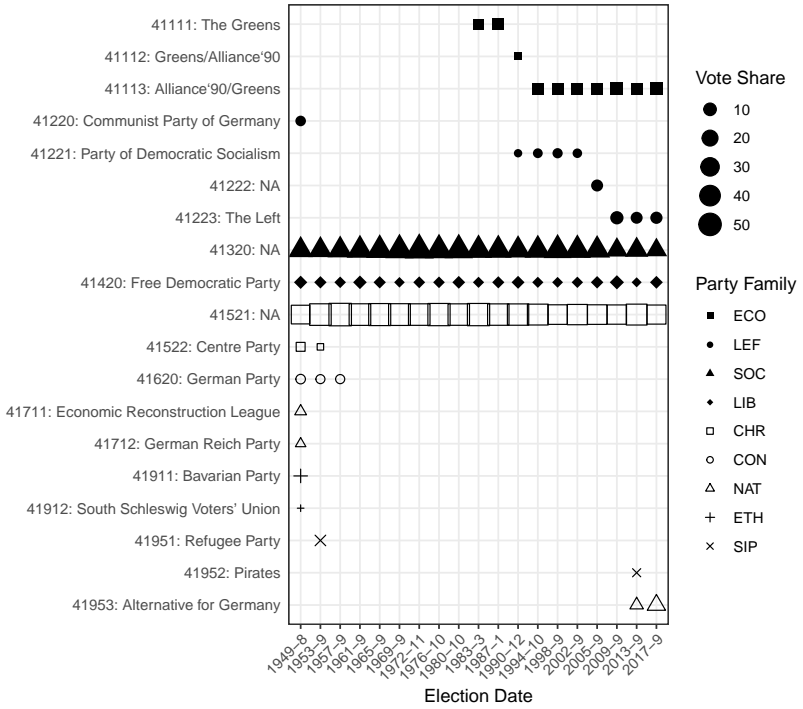 41111: The Greens
41112: Greens/Alliance‘90
41113: Alliance‘90/Greens
41220: Communist Party of Germany
41221: Party of Democratic Socialism
41222: NA
41223: The Left
41320: NA
41420: Free Democratic Party
41521: NA
41522: Centre Party
41620: German Party
41711: Economic Reconstruction League
41712: German Reich Party
41911: Bavarian Party
41912: South Schleswig Voters’ Union
41951: Refugee Party
41952: Pirates
41953: Alternative for Germany
1949–8
1953–9
1957–9
1961–9
1965–9
1969–9
1972–11
1976–10
1980–10
1983–3
1987–1
1990–12
1994–10
1998–9
2002–9
2005–9
2009–9
2013–9
2017–9
Election Date
Vote Share
10
20
30
40
50
Party Family
ECO
LEF
SOC
LIB
CHR
CON
NAT
ETH
SIP